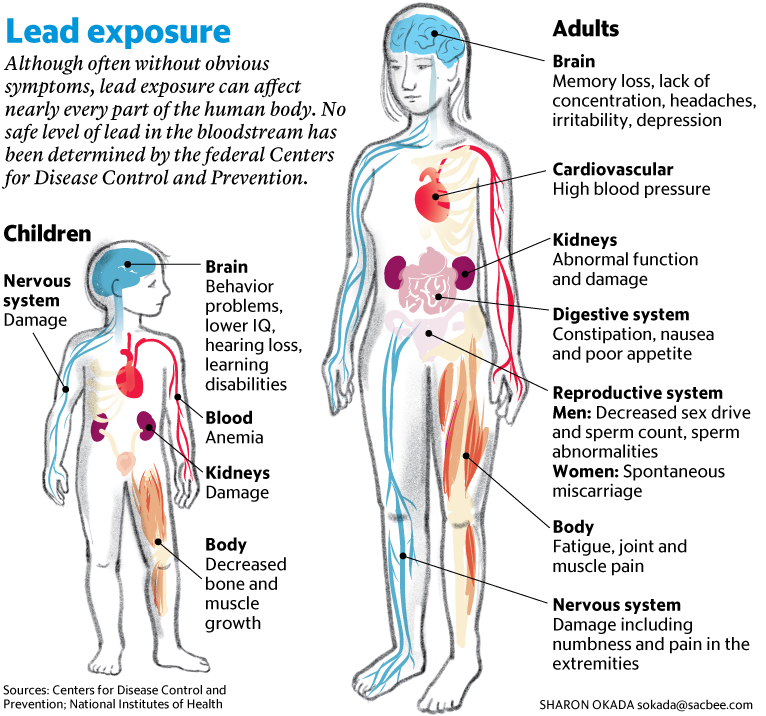 Lead exposure
Although often without obvious
symptoms, lead exposure can affect
nearly every part of the human body. No
safe level of lead in the bloodstream has
been determined by the federal Centers
for Disease Control and Prevention.
Children
Nervous
system
Damage
Brain
Behavior
problems,
lower IQ,
hearing loss,
learning
disabilities
Blood
Anemia
Kidneys
Damage
Body
Decreased
bone and
muscle
growth
Adults
Brain
Memory loss, lack of
concentration, headaches,
irritability, depression
Cardiovascular
High blood pressure
Kidneys
Abnormal function
and damage
Digestive system
Constipation, nausea
and poor appetite
Reproductive system
Men: Decreased sex drive
and sperm count, sperm
abnormalities
Women: Spontaneous
miscarriage
Body
Fatigue, joint and
muscle pain
Nervous system
Damage including
numbness and pain in the
extremities
Sources: Centers for Disease Control and
Prevention; National Institutes of Health
SHARON OKADA sokada@sacbee.com